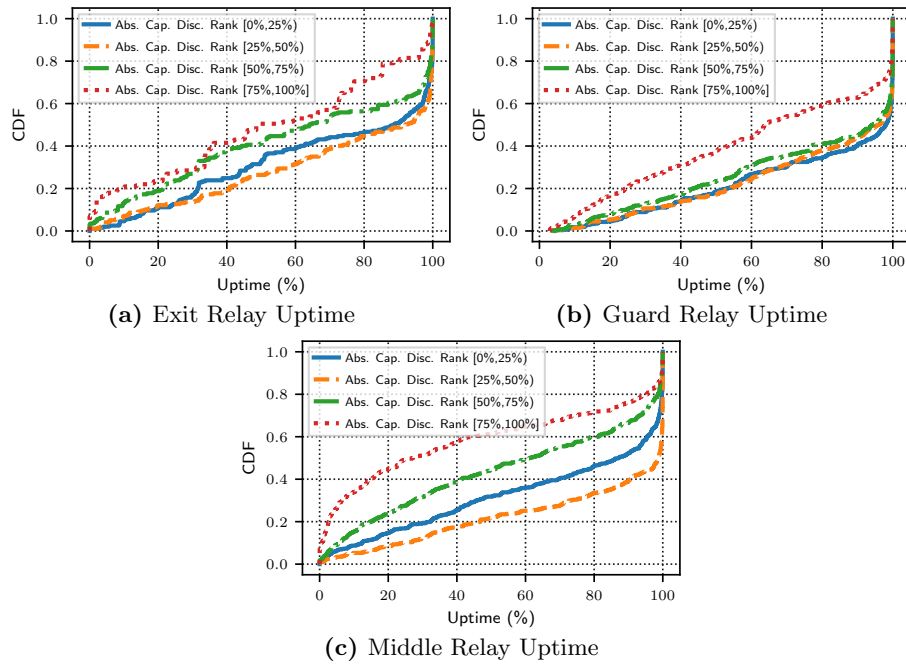 1.0
0.8
0.6
0.4
0.2
0.0
CDF
Abs. Cap. Disc. Rank [0%,25%)
Abs. Cap. Disc. Rank [25%,50%)
Abs. Cap. Disc. Rank [50%,75%)
Abs. Cap. Disc. Rank [75%,100%]
0 20 40 60 80 100
Uptime (%)
(a) Exit Relay Uptime
1.0
0.8
0.6
0.4
0.2
0.0
CDF
Abs. Cap. Disc. Rank [0%,25%)
Abs. Cap. Disc. Rank [25%,50%)
Abs. Cap. Disc. Rank [50%,75%)
Abs. Cap. Disc. Rank [75%,100%]
0 20 40 60 80 100
Uptime (%)
(b) Guard Relay Uptime
1.0
0.8
0.6
0.4
0.2
0.0
CDF
Abs. Cap. Disc. Rank [0%,25%)
Abs. Cap. Disc. Rank [25%,50%)
Abs. Cap. Disc. Rank [50%,75%)
Abs. Cap. Disc. Rank [75%,100%]
0 20 40 60 80 100
Uptime (%)
(c) Middle Relay Uptime